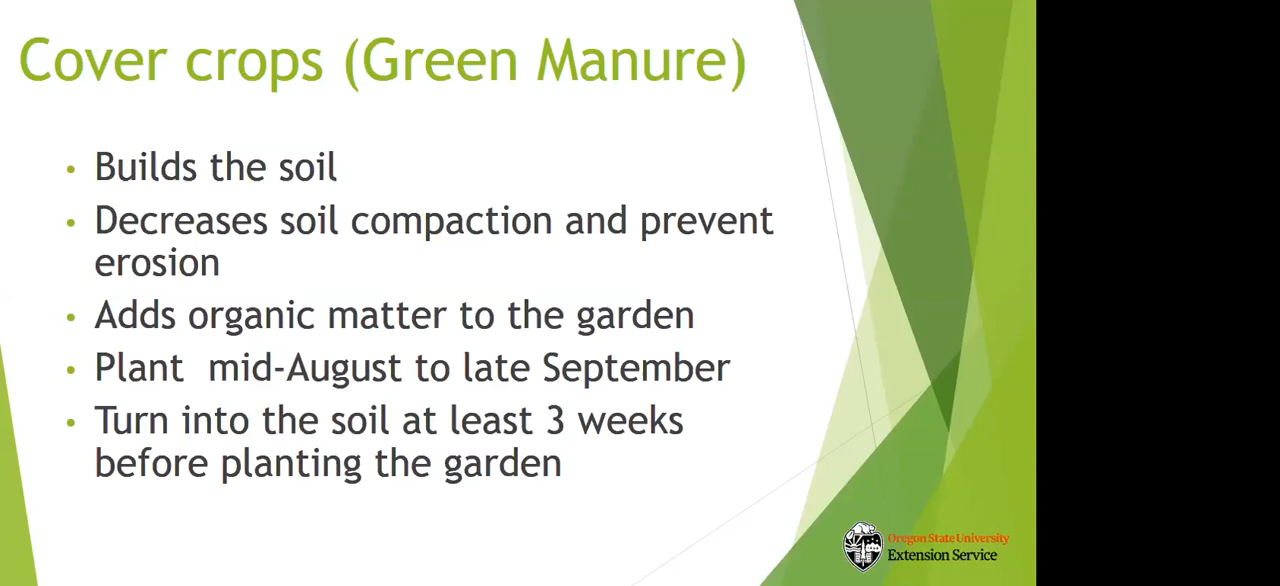 Cover crops (Green Manure)
• Builds the soil
• Decreases soil compaction and prevent
erosion
• Adds organic matter to the garden
• Plant  mid-August to late September
• Turn into the soil at least 3 weeks
before planting the garden
Oregon State University
Extension Service